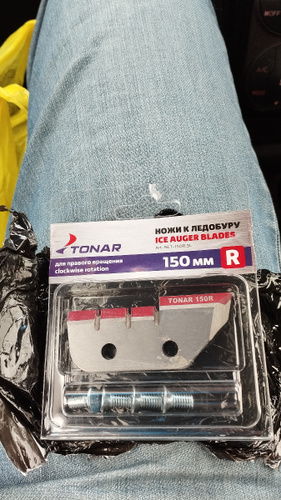 TONAR
НОЖИ К ЛЕДОБУРУ
ICE AUGER BLADES
для правого вращения
clockwise rotation
150 мм
R
TONAR 150R